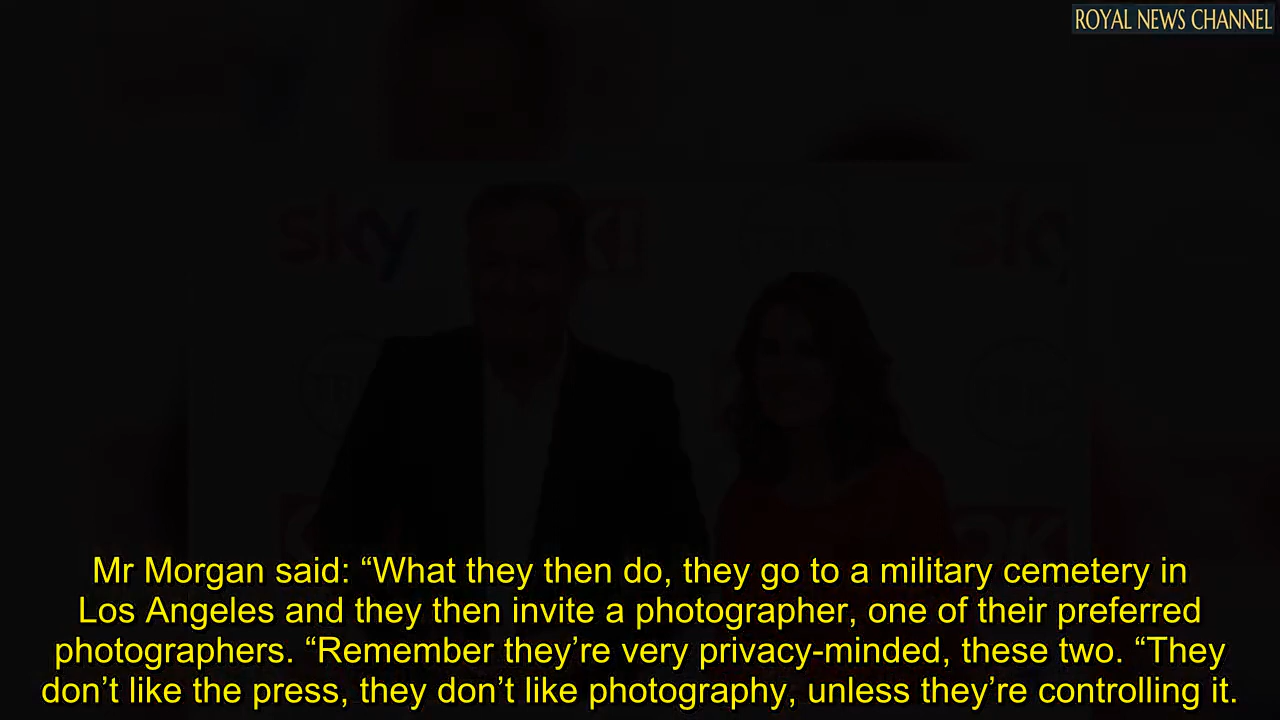 ROYAL NEWS CHANNEL
sky
Mr Morgan said: “What they then do, they go to a military cemetery in
Los Angeles and they then invite a photographer, one of their preferred
photographers. “Remember they’re very privacy-minded, these two. “They
don’t like the press, they don’t like photography, unless they’re controlling it.